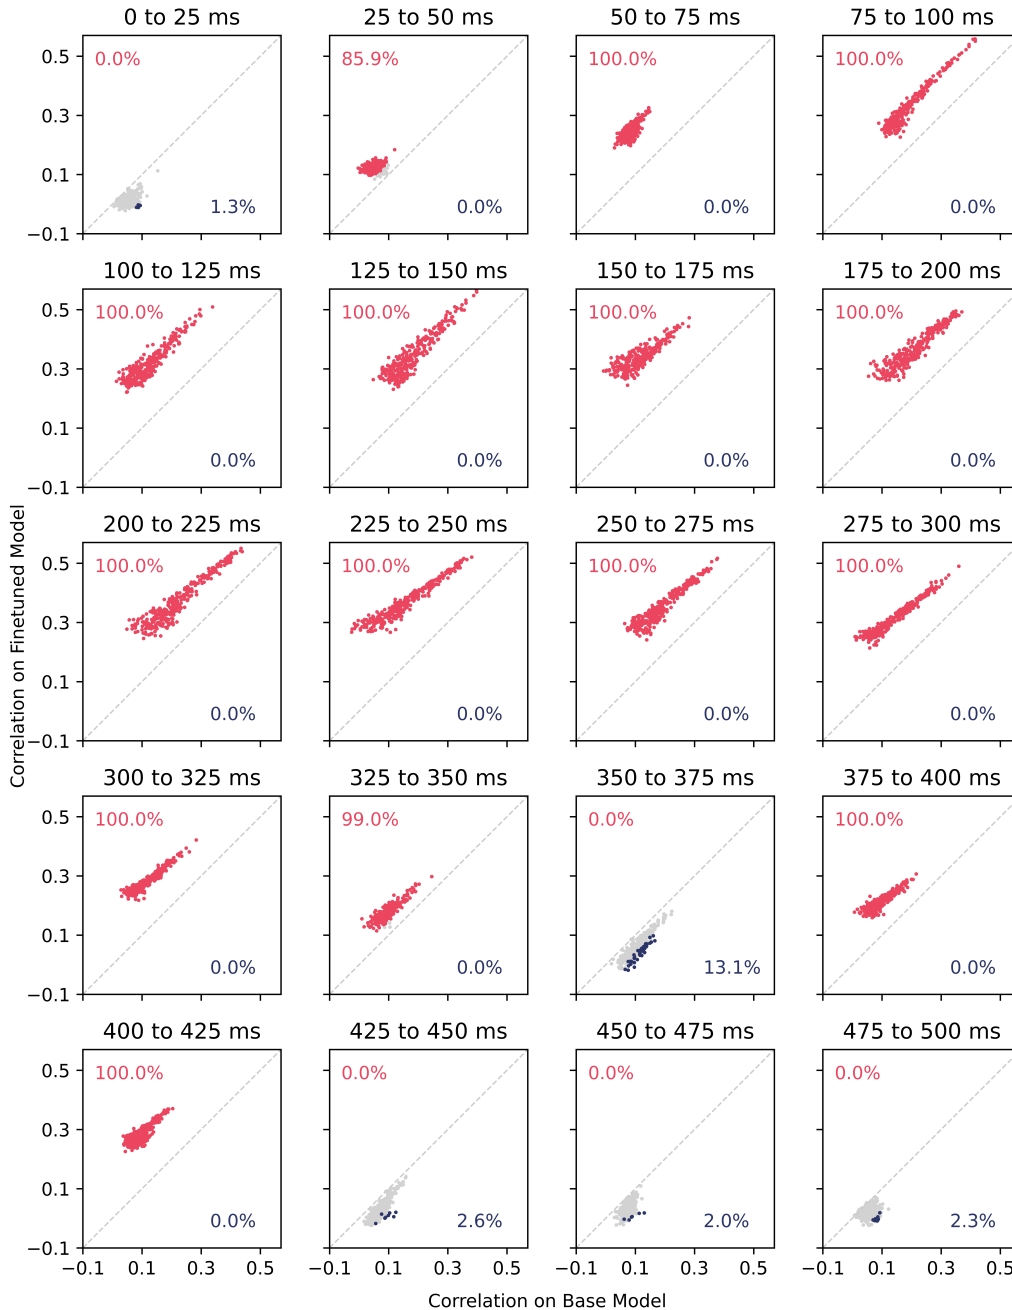 0 to 25 ms
25 to 50 ms
50 to 75 ms
75 to 100 ms
0.5
0.3
0.1
−0.1
0.0%
1.3%
85.9%
0.0%
100.0%
0.0%
100.0%
0.0%
100 to 125 ms
125 to 150 ms
150 to 175 ms
175 to 200 ms
0.5
0.3
0.1
−0.1
100.0%
0.0%
100.0%
0.0%
100.0%
0.0%
100.0%
0.0%
Correlation on Finetuned Model
200 to 225 ms
225 to 250 ms
250 to 275 ms
275 to 300 ms
0.5
0.3
0.1
−0.1
100.0%
0.0%
100.0%
0.0%
100.0%
0.0%
100.0%
0.0%
300 to 325 ms
325 to 350 ms
350 to 375 ms
375 to 400 ms
0.5
0.3
0.1
−0.1
100.0%
0.0%
99.0%
0.0%
0.0%
13.1%
100.0%
0.0%
400 to 425 ms
425 to 450 ms
450 to 475 ms
475 to 500 ms
0.5
0.3
0.1
−0.1
100.0%
0.0%
0.0%
2.6%
0.0%
2.0%
0.0%
2.3%
−0.1 0.1 0.3 0.5
−0.1 0.1 0.3 0.5
−0.1 0.1 0.3 0.5
−0.1 0.1 0.3 0.5
Correlation on Base Model